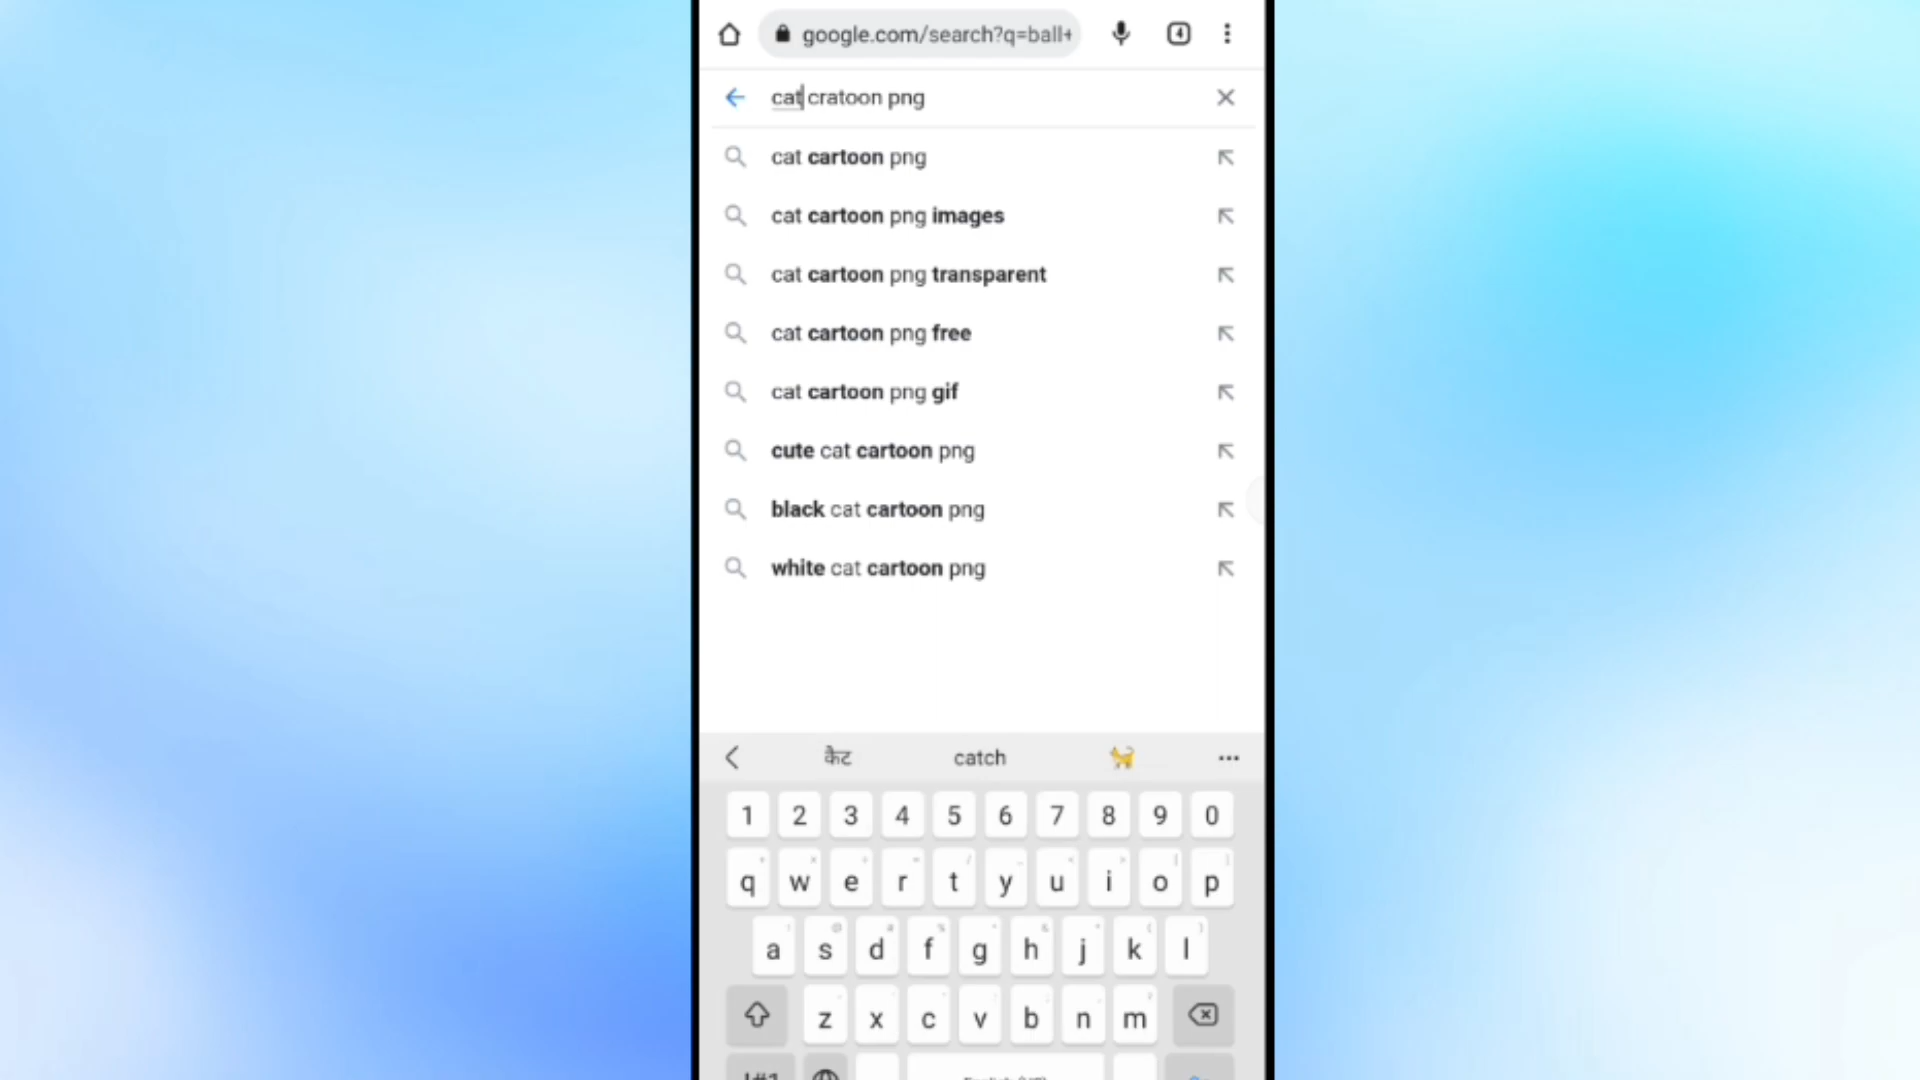 google.com/search?q=ball+ 4
cat cratoon png
cat cartoon png
cat cartoon png images
cat cartoon png transparent
cat cartoon png free
cat cartoon png gif
cute cat cartoon png
black cat cartoon png
white cat cartoon png
कैट catch
1 2 3 4 5 6 7 8 9 0
q w e r t y u i o p
a s d f g h j k l
z x c v b n m
!#1